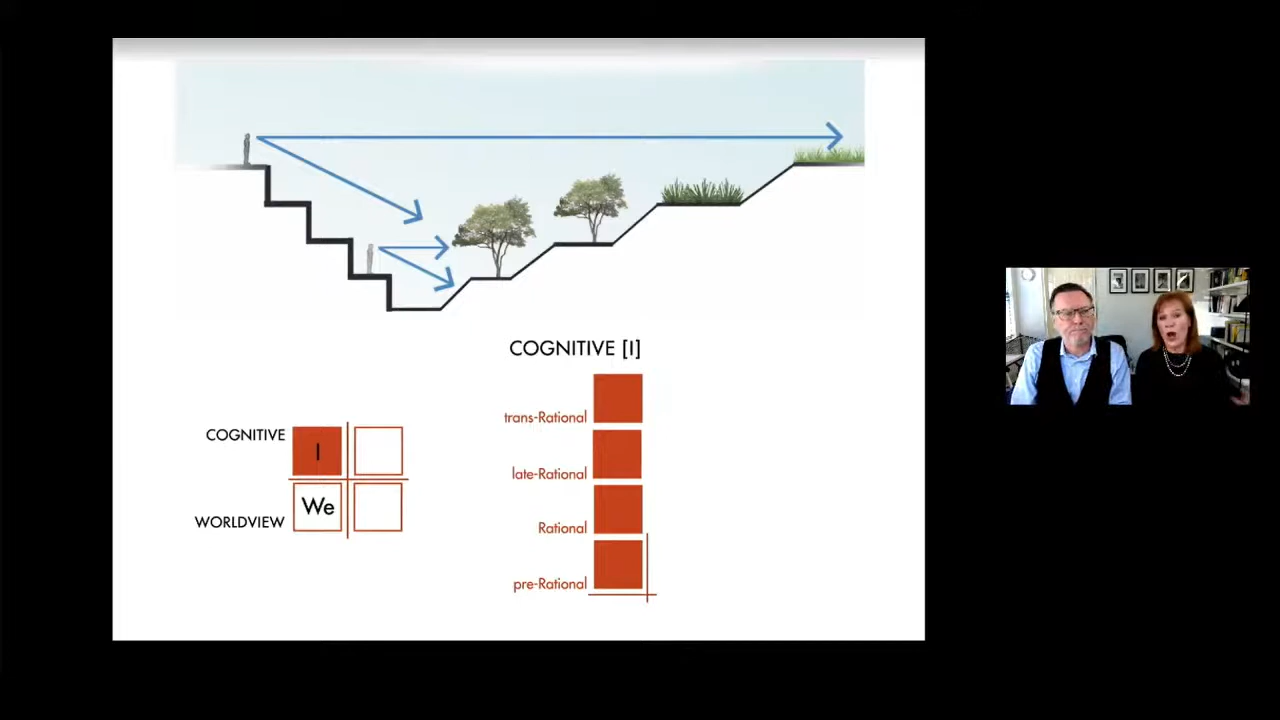 COGNITIVE [I]
trans-Rational
COGNITIVE
I
late-Rational
We
WORLDVIEW
Rational
pre-Rational